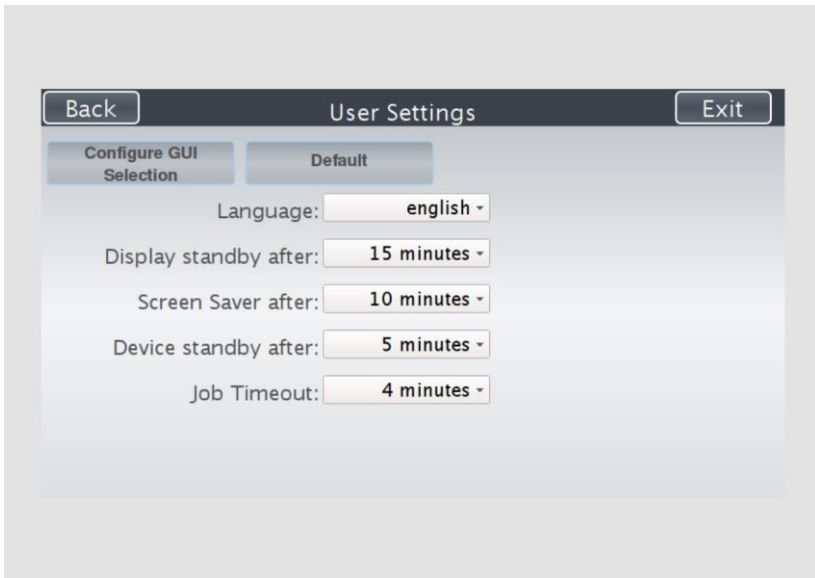 Back
User Settings
Exit
Configure GUI
Selection
Default
Language: english
Display standby after: 15 minutes
Screen Saver after: 10 minutes
Device standby after: 5 minutes
Job Timeout: 4 minutes